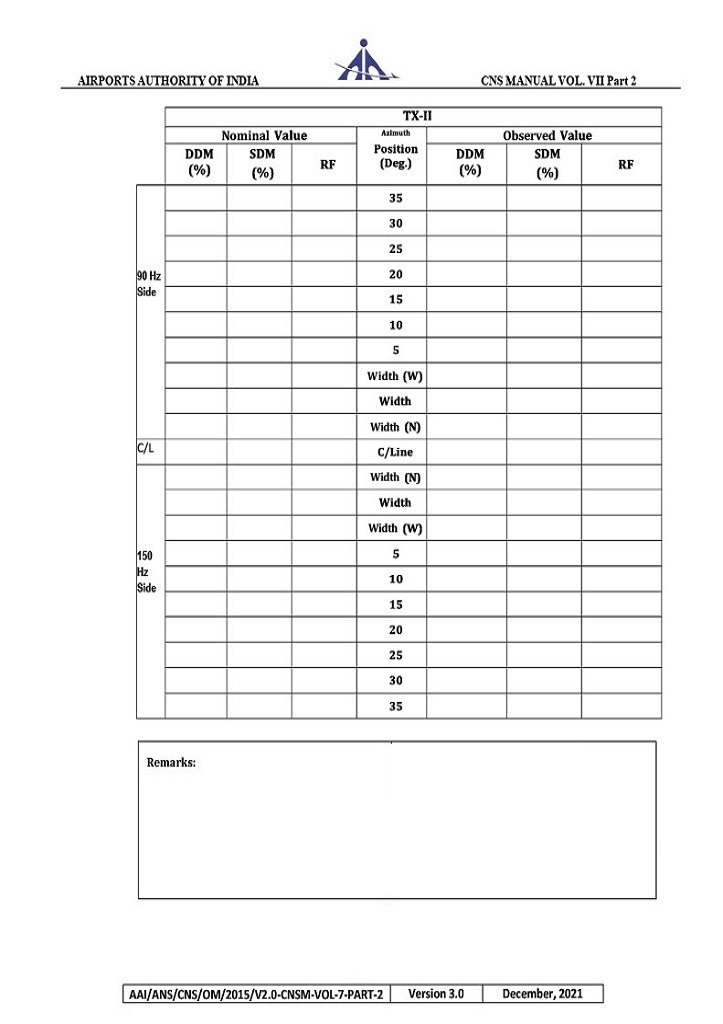 AIRPORTS AUTHORITY OF INDIA CNS MANUAL VOL. VII Part 2
TX-II
Nominal Value Azimuth Position (Deg.) Observed Value
DDM (%) SDM (%) RF DDM (%) SDM (%) RF
90 Hz Side
35
30
25
20
15
10
5
Width (W)
Width
Width (N)
C/L C/Line
150 Hz Side
Width (N)
Width
Width (W)
5
10
15
20
25
30
35
Remarks:
AAI/ANS/CNS/OM/2015/V2.0-CNSM-VOL-7-PART-2 Version 3.0 December, 2021